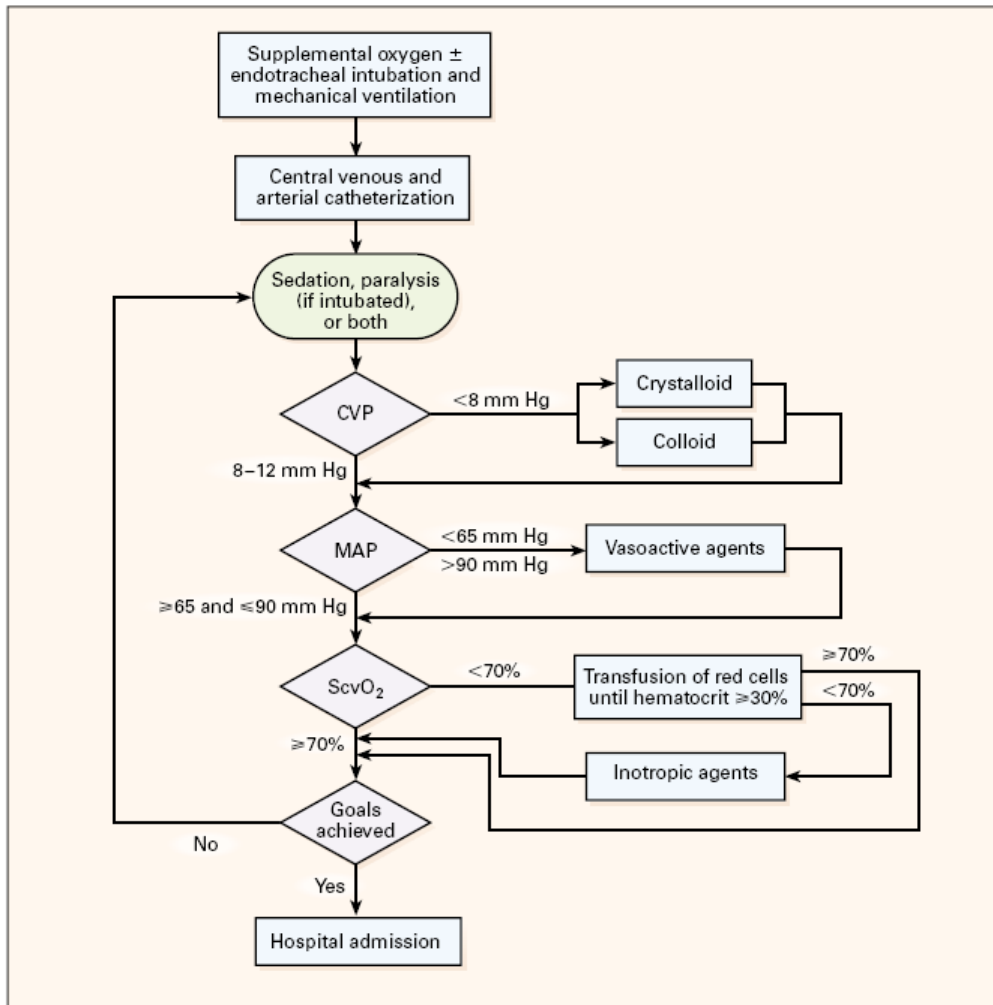 Supplemental oxygen ±
endotracheal intubation and
mechanical ventilation
Central venous and
arterial catheterization
Sedation, paralysis
(if intubated),
or both
CVP
<8 mm Hg
Crystalloid
Colloid
8–12 mm Hg
MAP
<65 mm Hg
>90 mm Hg
Vasoactive agents
⩾65 and ⩽90 mm Hg
ScvO₂
<70%
Transfusion of red cells
until hematocrit ⩾30%
⩾70%
<70%
⩾70%
Inotropic agents
Goals
achieved
No
Yes
Hospital admission